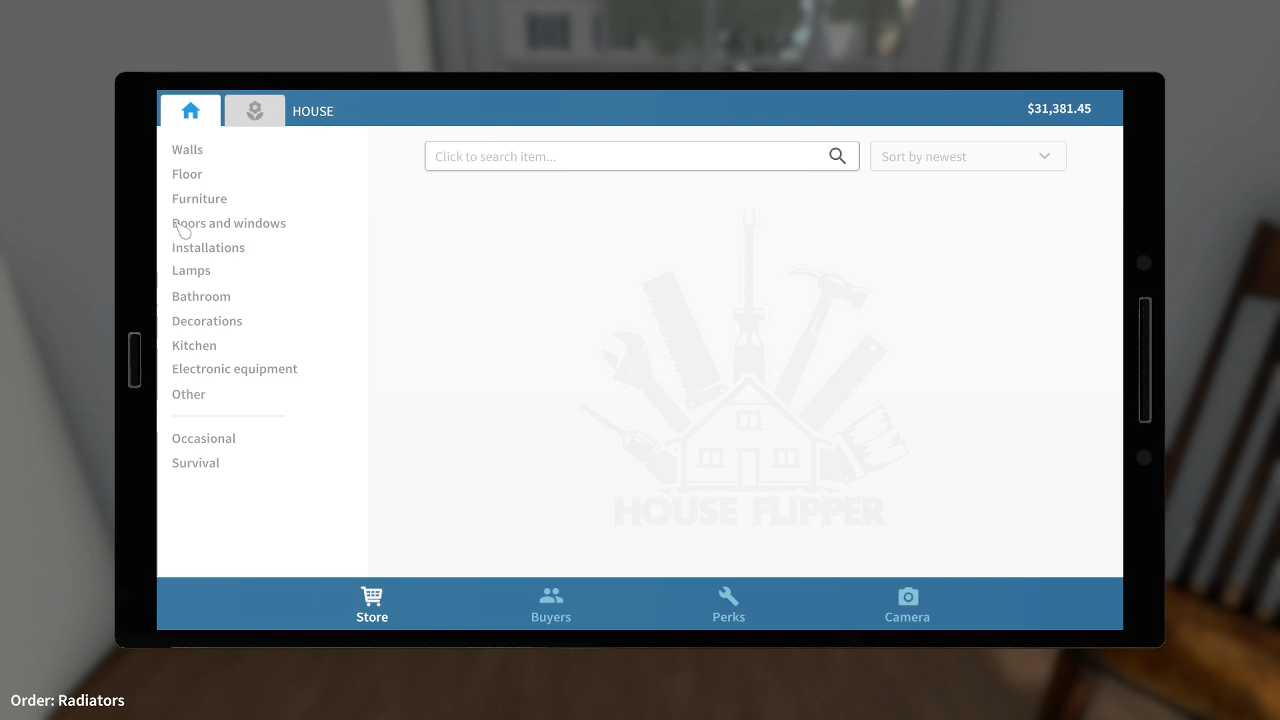 HOUSE
$31,381.45
Walls
Floor
Furniture
Doors and windows
Installations
Lamps
Bathroom
Decorations
Kitchen
Electronic equipment
Other
Occasional
Survival
Click to search item...
Sort by newest
HOUSE FLIPPER
Store
Buyers
Perks
Camera
Order: Radiators